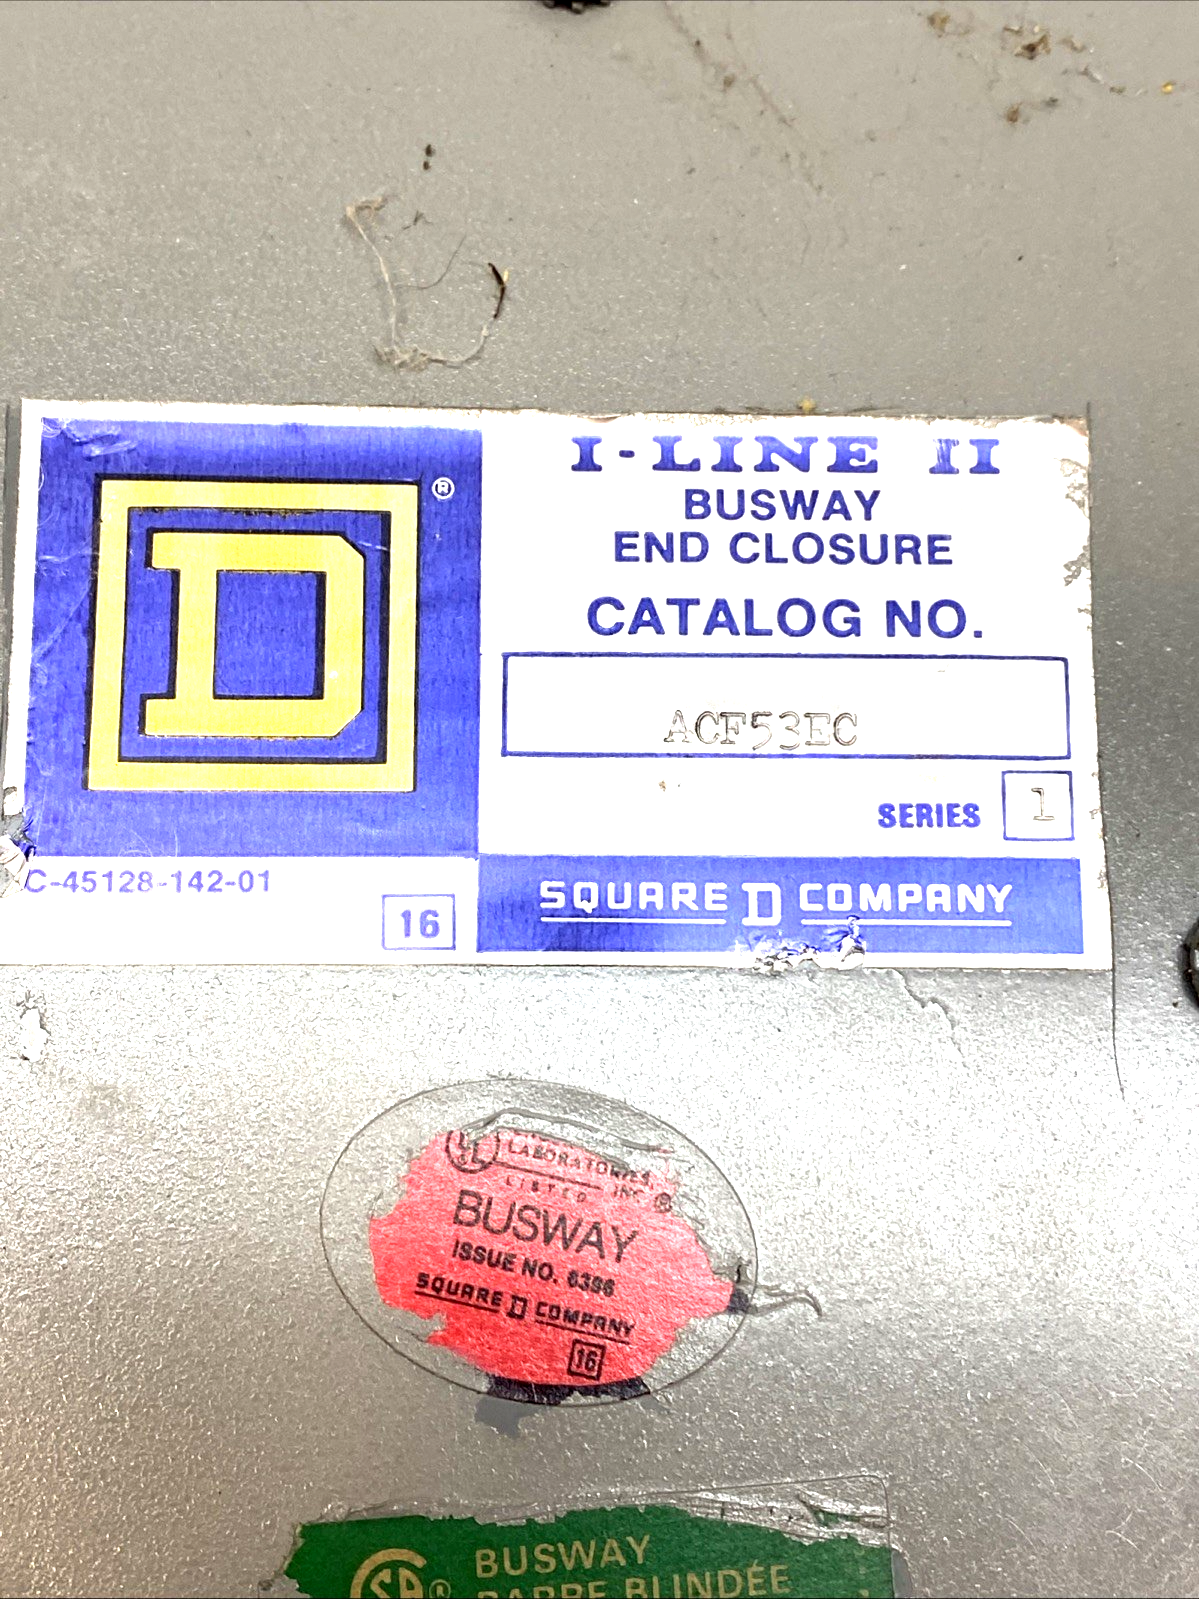 D ®
I-LINE II
BUSWAY
END CLOSURE
CATALOG NO.
ACF53EC
SERIES 1
C-45128-142-01
16
SQUARE D COMPANY
UL LABORATORIES, INC. ®
LISTED
BUSWAY
ISSUE NO.
SQUARE D COMPANY
16
BUSWAY
BARRE BLINDÉE